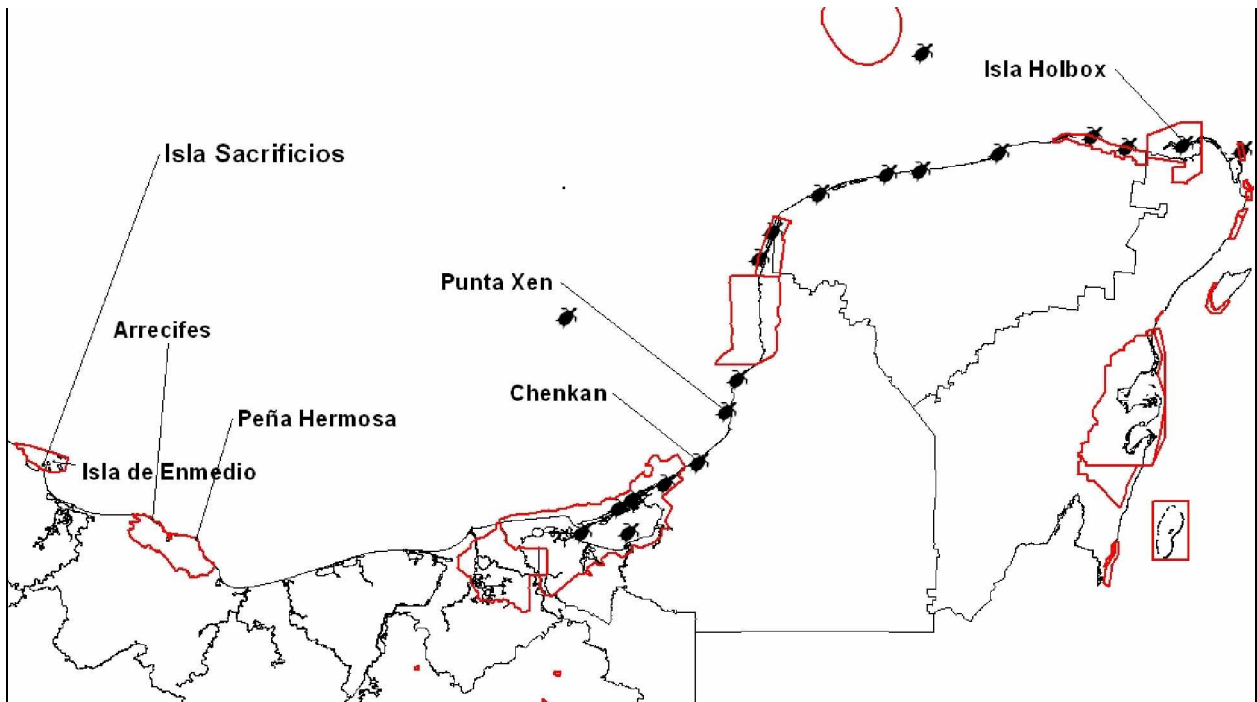 Isla Holbox
Isla Sacrificios
Punta Xen
Arrecifes
Chenkan
Peña Hermosa
Isla de Enmedio